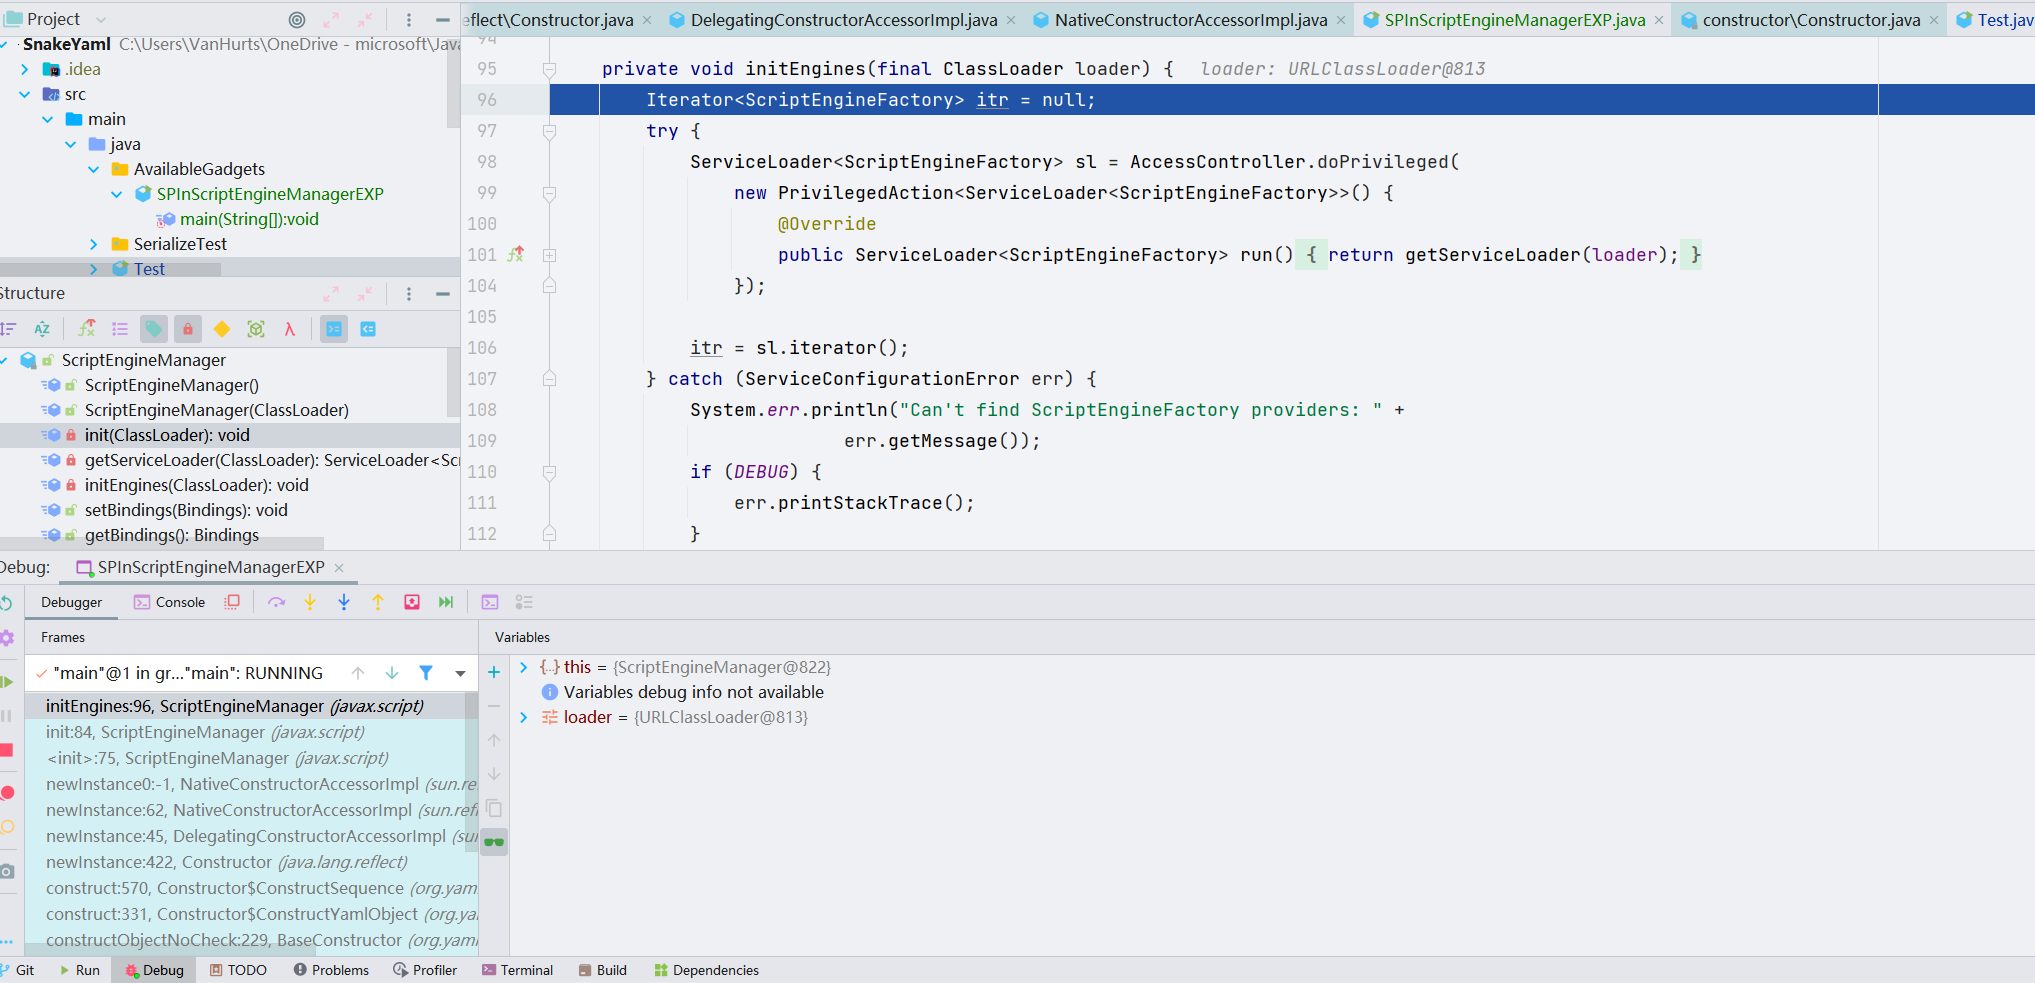 Project
SnakeYaml C:\Users\VanHurts\OneDrive - microsoft\Java
.idea
src
main
java
AvailableGadgets
SPInScriptEngineManagerEXP
main(String[]):void
SerializeTest
Test
Structure
ScriptEngineManager
ScriptEngineManager()
ScriptEngineManager(ClassLoader)
init(ClassLoader): void
getServiceLoader(ClassLoader): ServiceLoader<Sc
initEngines(ClassLoader): void
setBindings(Bindings): void
getBindings(): Bindings
eflect\Constructor.java DelegatingConstructorAccessorImpl.java NativeConstructorAccessorImpl.java SPInScriptEngineManagerEXP.java constructor\Constructor.java Test.jav
94
95 private void initEngines(final ClassLoader loader) { loader: URLClassLoader@813
96 Iterator<ScriptEngineFactory> itr = null;
97 try {
98 ServiceLoader<ScriptEngineFactory> sl = AccessController.doPrivileged(
99 new PrivilegedAction<ServiceLoader<ScriptEngineFactory>>() {
100 @Override
101 public ServiceLoader<ScriptEngineFactory> run() { return getServiceLoader(loader); }
104 });
105
106 itr = sl.iterator();
107 } catch (ServiceConfigurationError err) {
108 System.err.println("Can't find ScriptEngineFactory providers: " +
109 err.getMessage());
110 if (DEBUG) {
111 err.printStackTrace();
112 }
Debug: SPInScriptEngineManagerEXP
Debugger Console
Frames
"main"@1 in gr..."main": RUNNING
initEngines:96, ScriptEngineManager (javax.script)
init:84, ScriptEngineManager (javax.script)
<init>:75, ScriptEngineManager (javax.script)
newInstance0:-1, NativeConstructorAccessorImpl (sun.re
newInstance:62, NativeConstructorAccessorImpl (sun.refl
newInstance:45, DelegatingConstructorAccessorImpl (sun
newInstance:422, Constructor (java.lang.reflect)
construct:570, Constructor$ConstructSequence (org.yam
construct:331, Constructor$ConstructYamlObject (org.ya
constructObjectNoCheck:229, BaseConstructor (org.yaml
Variables
this = {ScriptEngineManager@822}
Variables debug info not available
loader = {URLClassLoader@813}
Git Run Debug TODO Problems Profiler Terminal Build Dependencies